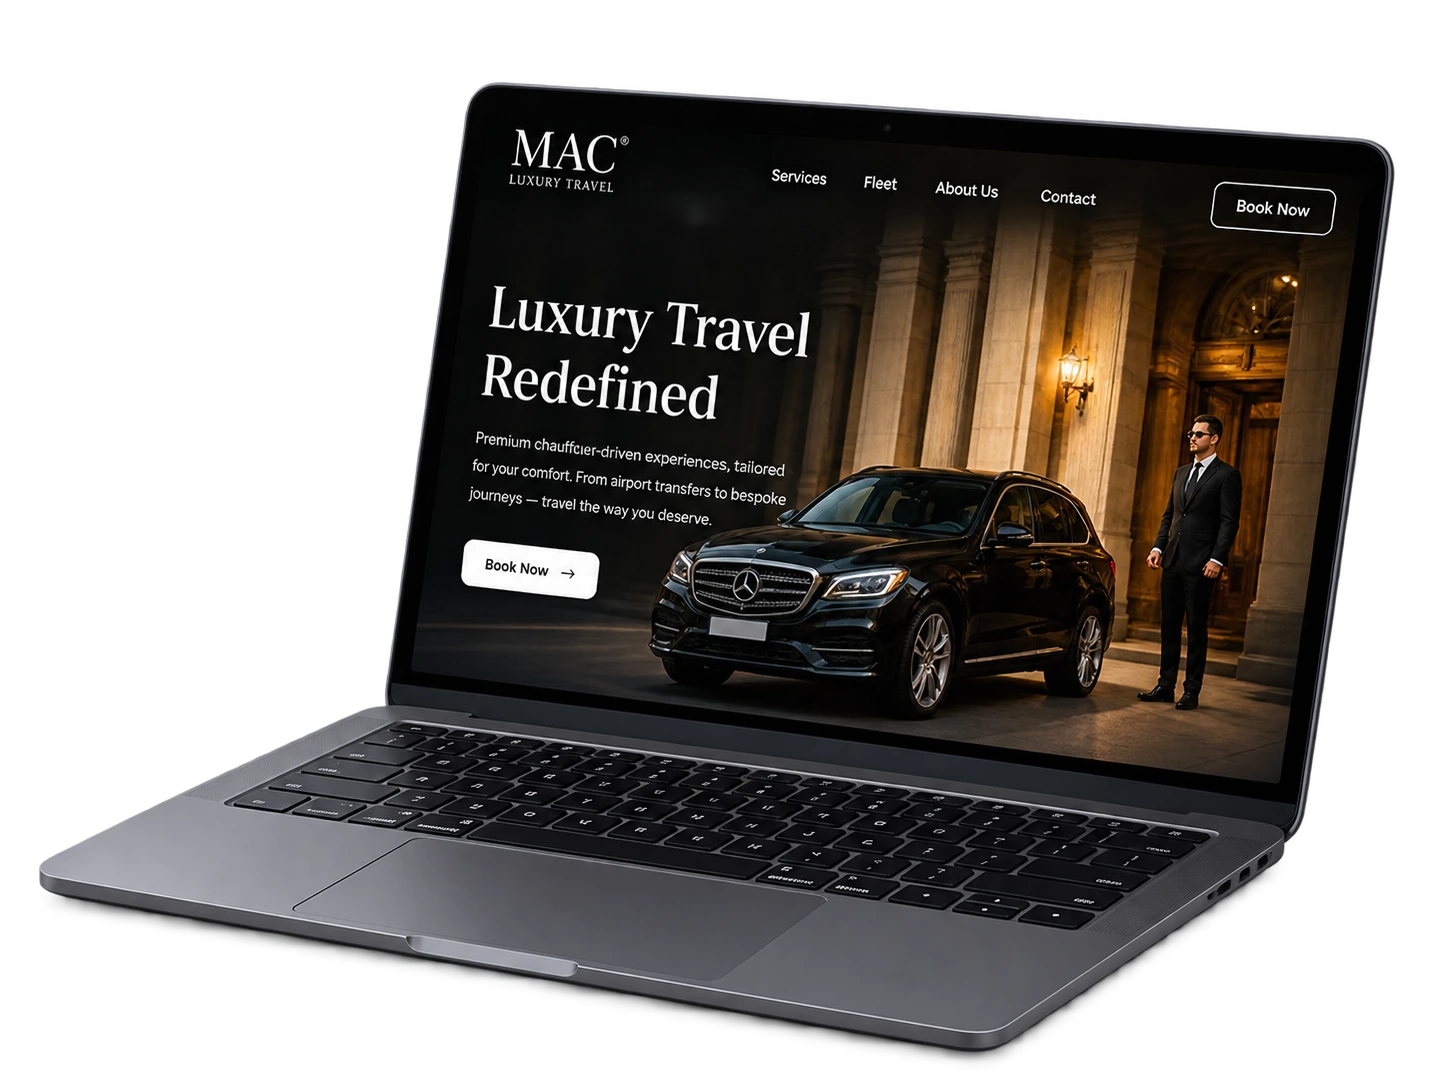 MAC®
LUXURY TRAVEL
Services
Fleet
About Us
Contact
Book Now
Luxury Travel
Redefined
Premium chauffcıer-driven experiences, tailored
for your comfort. From airport transfers to bespoke
journeys — travel the way you deserve.
Book Now →